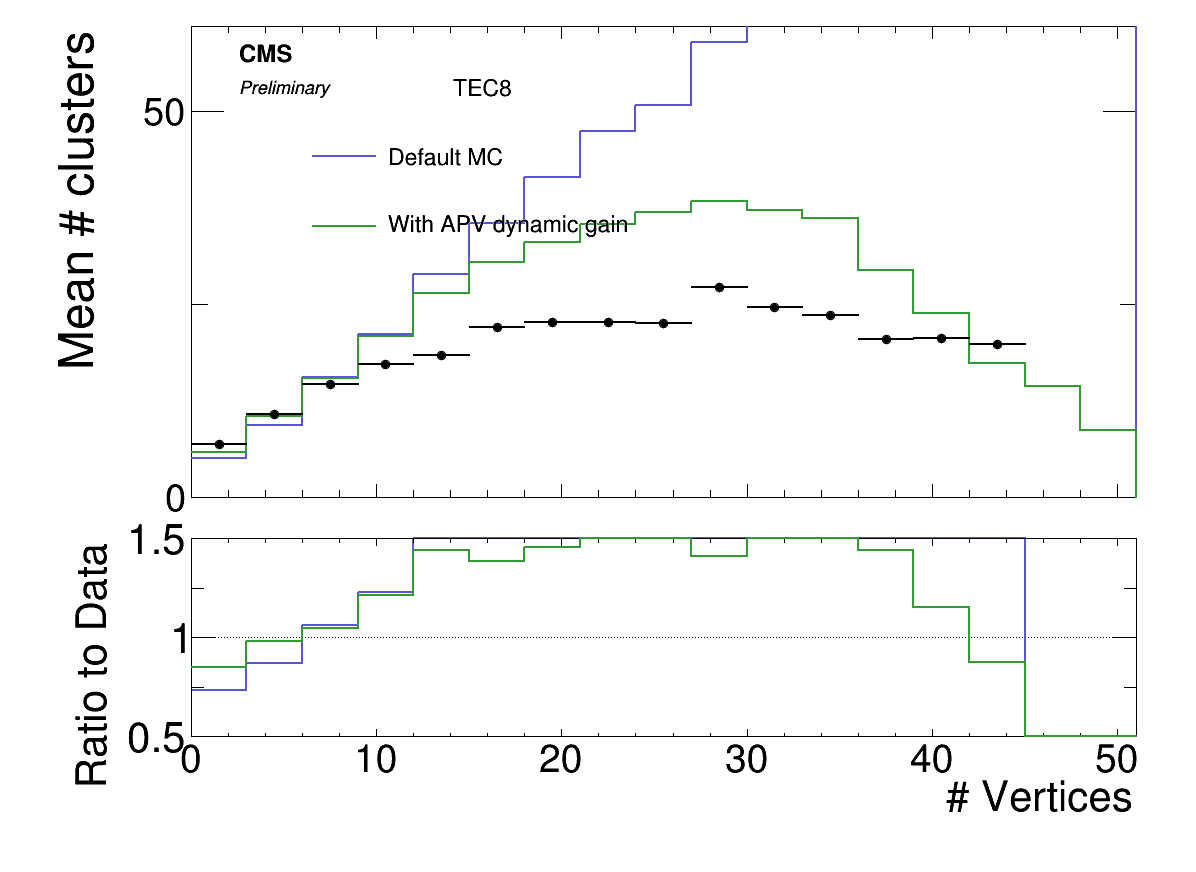 CMS
Preliminary
TEC8
Default MC
With APV dynamic gain
Mean # clusters
50
0
Ratio to Data
1.5
1
0.5
0 10 20 30 40 50
# Vertices